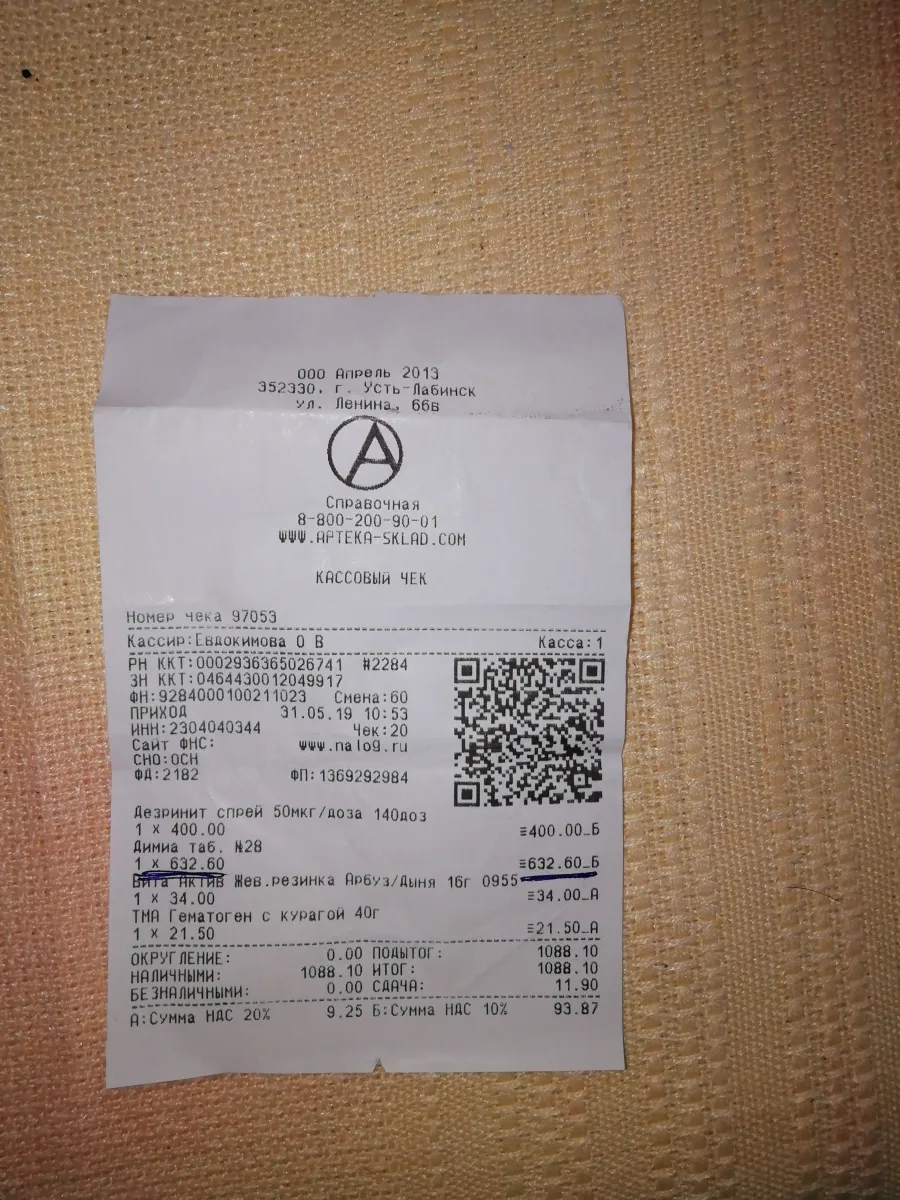 ООО Апрель 2013
352330. г. Усть-Лабинск
ул. Ленина, 66в
А
Справочная
8-800-200-90-01
WWW.APTEKA-SKLAD.COM
КАССОВЫЙ ЧЕК
Номер чека 97053
Кассир:Евдокимова О В Касса:1
РН ККТ:0002936365026741 #2284
ЗН ККТ:0464430012049917
ФН:9284000100211023 Смена:60
ПРИХОД 31.05.19 10:53
ИНН:2304040344 Чек:20
Сайт ФНС: www.nalog.ru
СНО:ОСН
ФД:2182 ФП:1369292984
Дезринит спрей 50мкг/доза 140доз
1 x 400.00 ≡400.00_Б
Димиа таб. №28
1 x 632.60 ≡632.60_Б
Вита Актив Жев.резинка Арбуз/Дыня 16г 0955
1 x 34.00 ≡34.00_А
ТМА Гематоген с курагой 40г
1 x 21.50 ≡21.50_А
ОКРУГЛЕНИЕ: 0.00 ПОДЫТОГ: 1088.10
НАЛИЧНЫМИ: 1088.10 ИТОГ: 1088.10
БЕЗНАЛИЧНЫМИ: 0.00 СДАЧА: 11.90
А:Сумма НДС 20% 9.25 Б:Сумма НДС 10% 93.87